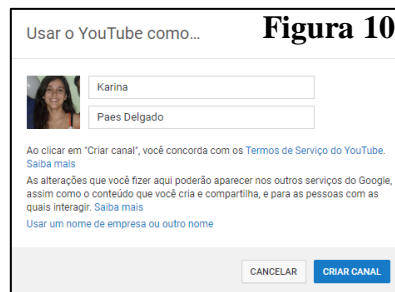 Usar o YouTube como...
Figura 10
Karina
Paes Delgado
Ao clicar em "Criar canal", você concorda com os Termos de Serviço do YouTube.
Saiba mais
As alterações que você fizer aqui poderão aparecer nos outros serviços do Google,
assim como o conteúdo que você cria e compartilha, e para as pessoas com as
quais interagir. Saiba mais
Usar um nome de empresa ou outro nome
CANCELAR CRIAR CANAL